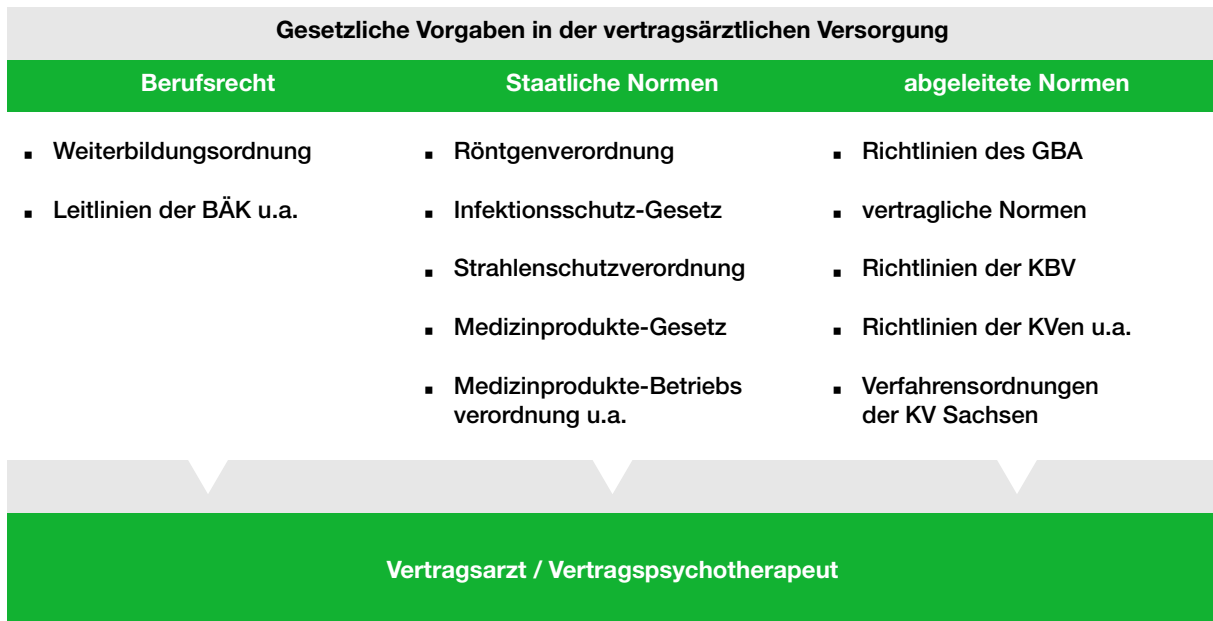 Gesetzliche Vorgaben in der vertragsärztlichen Versorgung
Berufsrecht
Weiterbildungsordnung
Leitlinien der BÄK u.a.
Staatliche Normen
Röntgenverordnung
Infektionsschutz-Gesetz
Strahlenschutzverordnung
Medizinprodukte-Gesetz
Medizinprodukte-Betriebs
verordnung u.a.
abgeleitete Normen
Richtlinien des GBA
vertragliche Normen
Richtlinien der KBV
Richtlinien der KVen u.a.
Verfahrensordnungen
der KV Sachsen
Vertragsarzt / Vertragspsychotherapeut